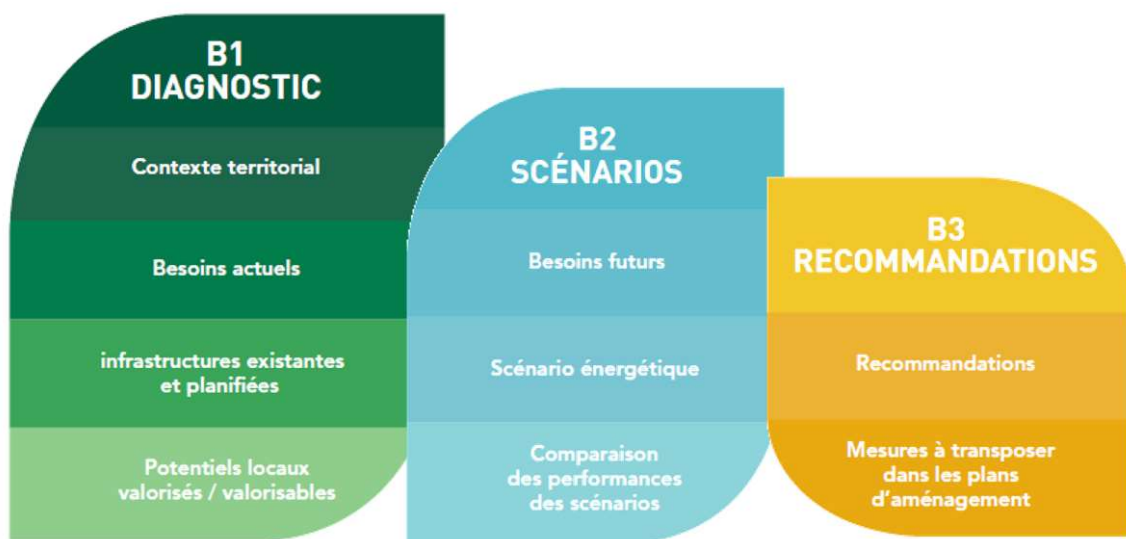 B1
DIAGNOSTIC
Contexte territorial
Besoins actuels
infrastructures existantes
et planifiées
Potentiels locaux
valorisés / valorisables
B2
SCÉNARIOS
Besoins futurs
Scénario énergétique
Comparaison
des performances
des scénarios
B3
RECOMMANDATIONS
Recommandations
Mesures à transposer
dans les plans
d'aménagement